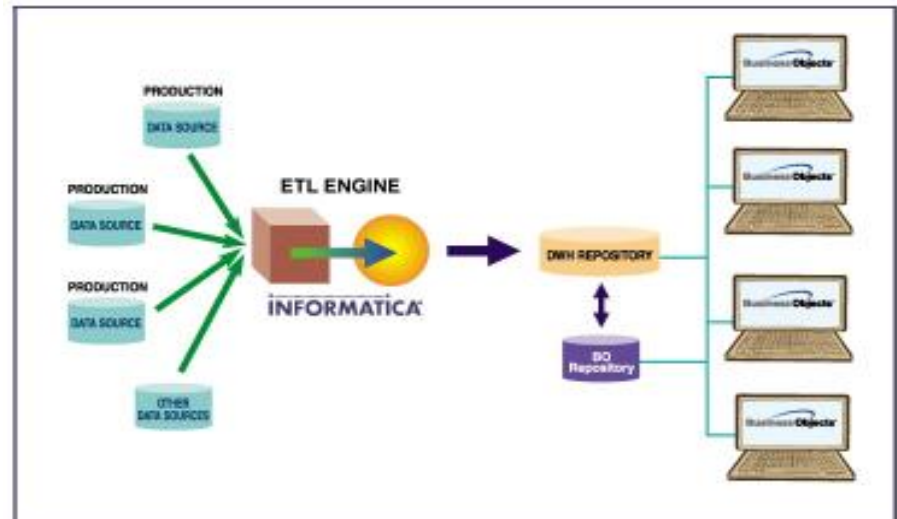 PRODUCTION
DATA SOURCE
PRODUCTION
DATA SOURCE
PRODUCTION
DATA SOURCE
OTHER
DATA SOURCES
ETL ENGINE
INFORMATICA
DWH REPOSITORY
BO
Repository
BusinessObjects
BusinessObjects
BusinessObjects
BusinessObjects